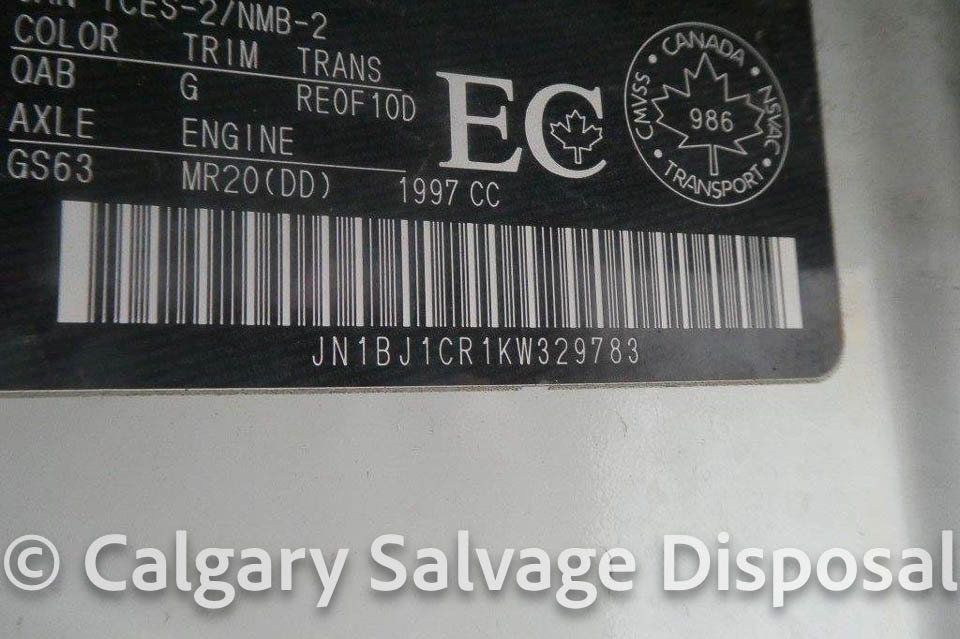 TCES-2/NMB-2
COLOR TRIM TRANS
QAB G RE0F10D
AXLE ENGINE
GS63 MR20(DD) 1997 CC
EC
CANADA
CMVSS 986 NSVAC
TRANSPORT
JN1BJ1CR1KW329783
© Calgary Salvage Disposal